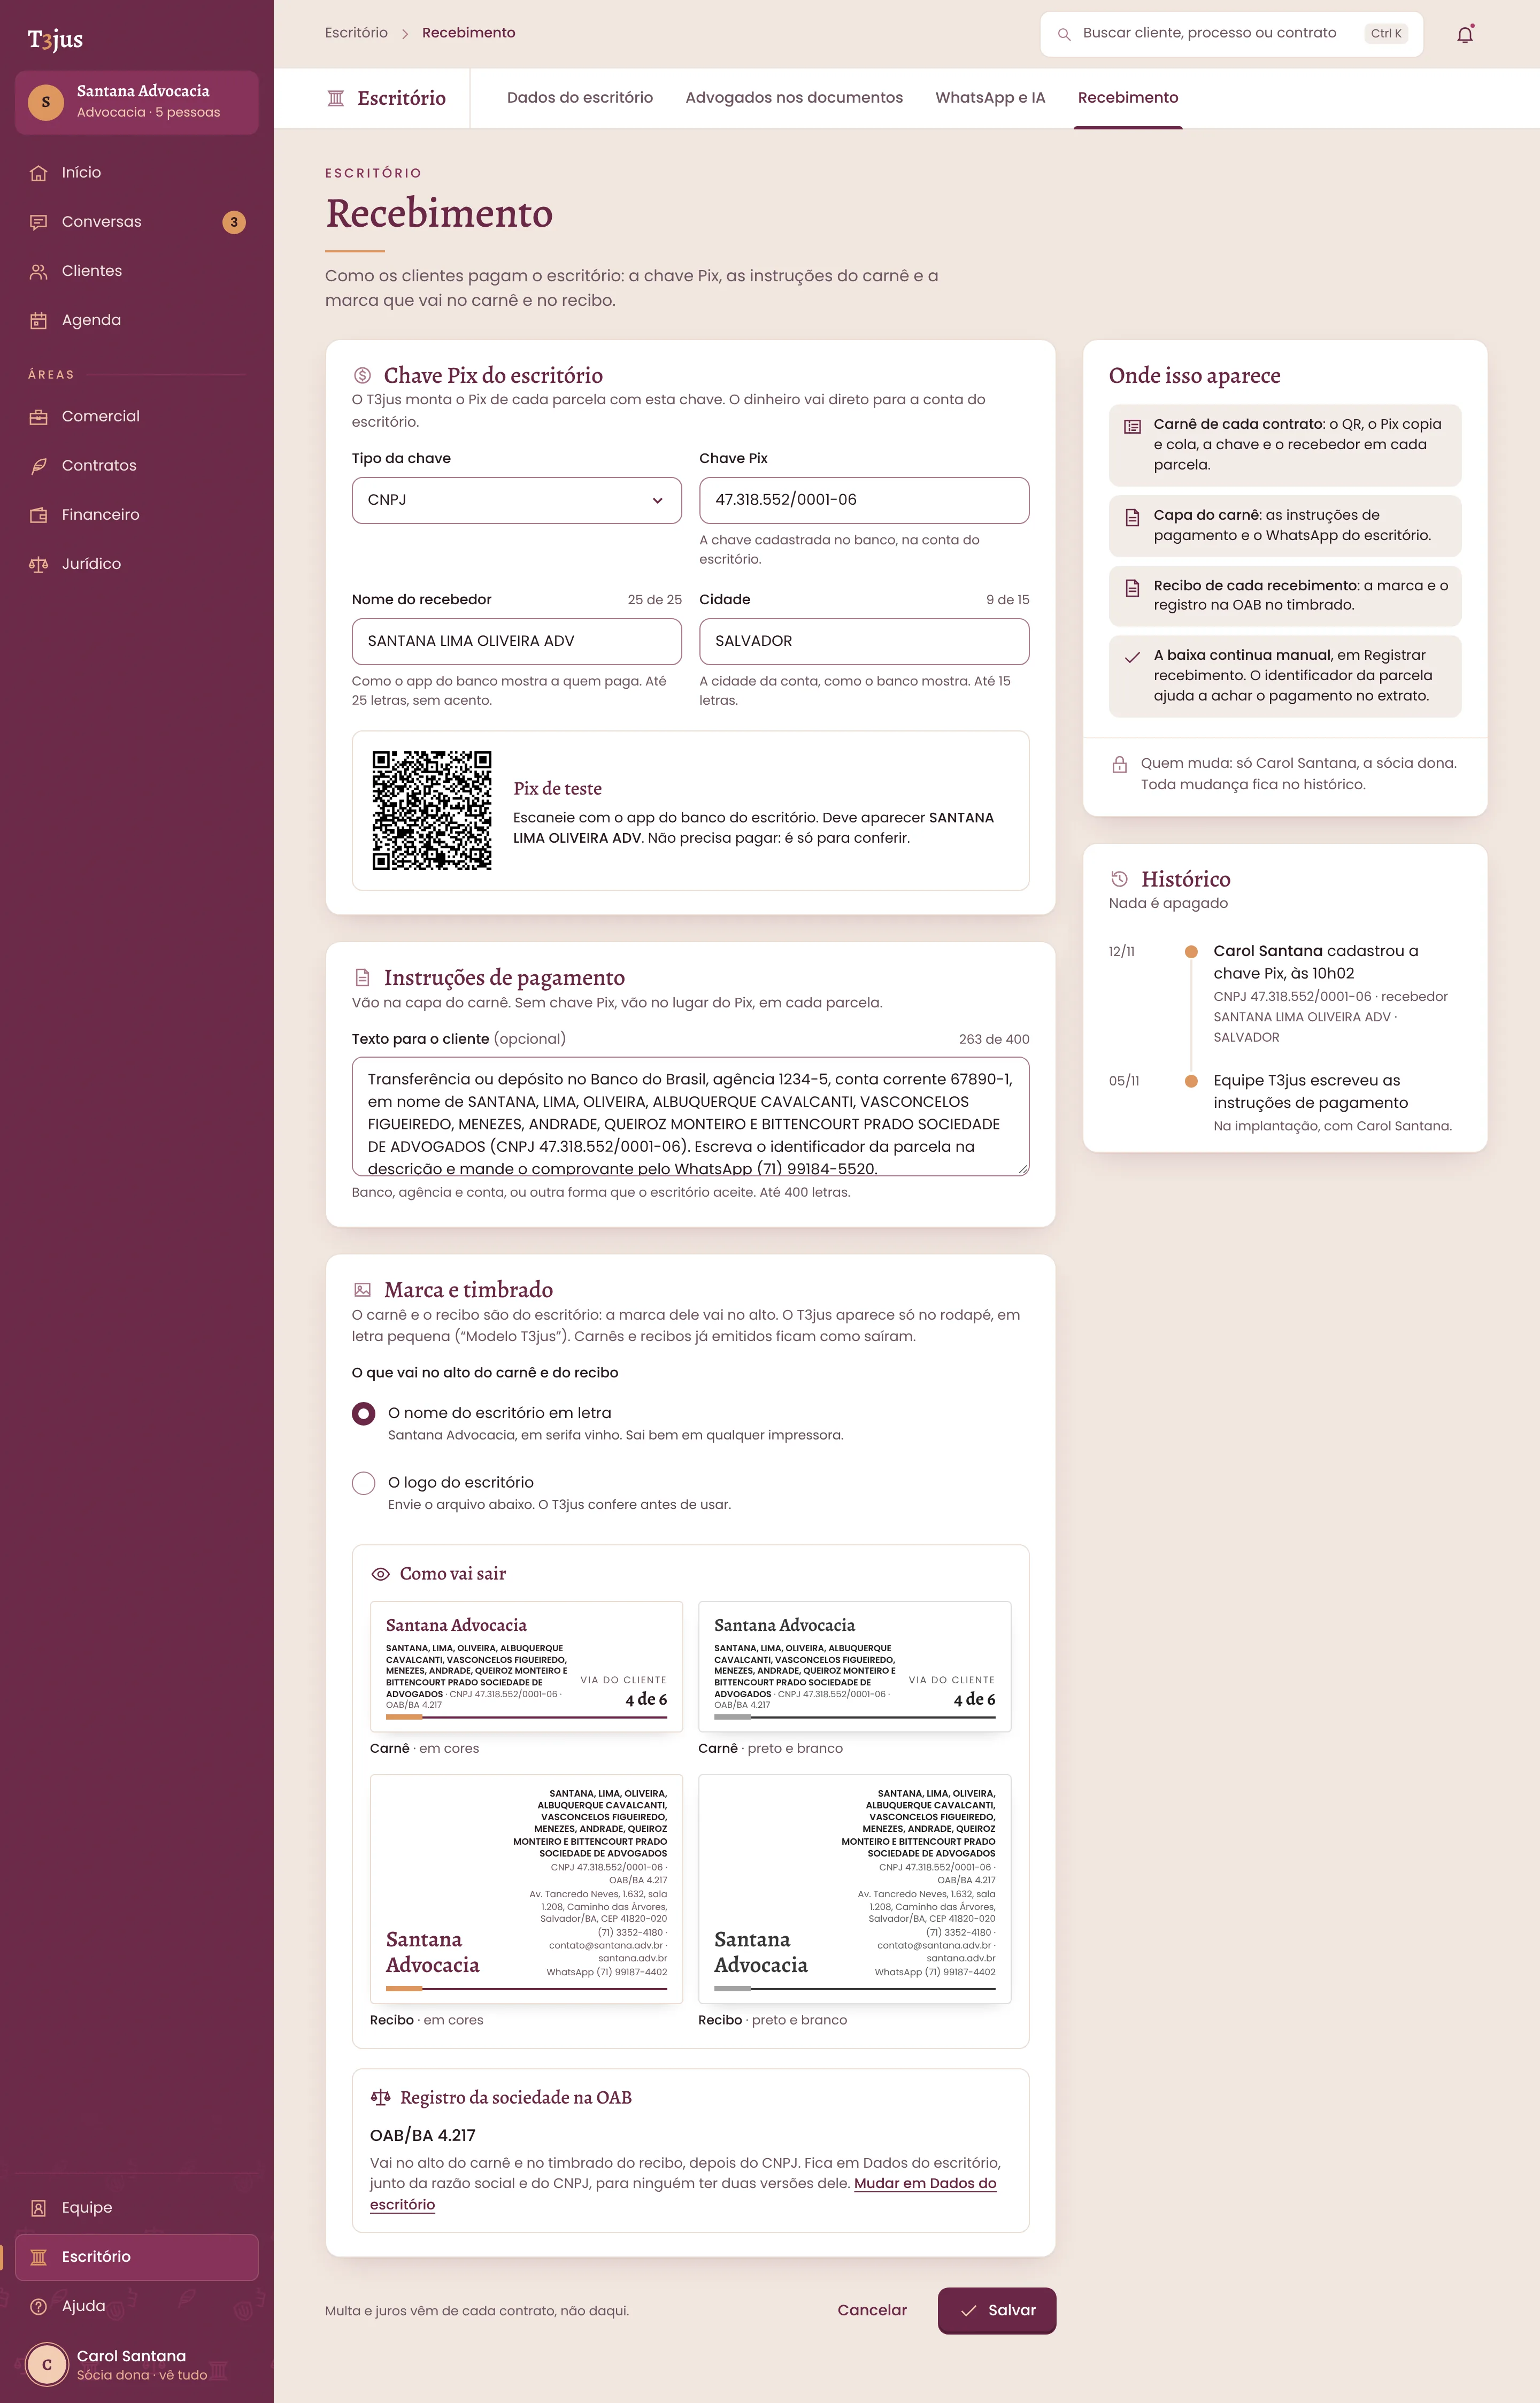 T3jus
S
Santana Advocacia
Advocacia · 5 pessoas
Início
Conversas
3
Clientes
Agenda
ÁREAS
Comercial
Contratos
Financeiro
Jurídico
Equipe
Escritório
Ajuda
C
Carol Santana
Sócia dona · vê tudo
Escritório
Recebimento
Buscar cliente, processo ou contrato
Ctrl K
Escritório
Dados do escritório
Advogados nos documentos
WhatsApp e IA
Recebimento
ESCRITÓRIO
Recebimento
Como os clientes pagam o escritório: a chave Pix, as instruções do carnê e a
marca que vai no carnê e no recibo.
Chave Pix do escritório
O T3jus monta o Pix de cada parcela com esta chave. O dinheiro vai direto para a conta do
escritório.
Tipo da chave
CNPJ
Chave Pix
47.318.552/0001-06
A chave cadastrada no banco, na conta do
escritório.
Nome do recebedor
25 de 25
SANTANA LIMA OLIVEIRA ADV
Como o app do banco mostra a quem paga. Até
25 letras, sem acento.
Cidade
9 de 15
SALVADOR
A cidade da conta, como o banco mostra. Até 15
letras.
Pix de teste
Escaneie com o app do banco do escritório. Deve aparecer SANTANA
LIMA OLIVEIRA ADV. Não precisa pagar: é só para conferir.
Instruções de pagamento
Vão na capa do carnê. Sem chave Pix, vão no lugar do Pix, em cada parcela.
Texto para o cliente (opcional)
263 de 400
Transferência ou depósito no Banco do Brasil, agência 1234-5, conta corrente 67890-1,
em nome de SANTANA, LIMA, OLIVEIRA, ALBUQUERQUE CAVALCANTI, VASCONCELOS
FIGUEIREDO, MENEZES, ANDRADE, QUEIROZ MONTEIRO E BITTENCOURT PRADO SOCIEDADE
DE ADVOGADOS (CNPJ 47.318.552/0001-06). Escreva o identificador da parcela na
descrição e mande o comprovante pelo WhatsApp (71) 99184-5520.
Banco, agência e conta, ou outra forma que o escritório aceite. Até 400 letras.
Marca e timbrado
O carnê e o recibo são do escritório: a marca dele vai no alto. O T3jus aparece só no rodapé, em
letra pequena (“Modelo T3jus”). Carnês e recibos já emitidos ficam como saíram.
O que vai no alto do carnê e do recibo
O nome do escritório em letra
Santana Advocacia, em serifa vinho. Sai bem em qualquer impressora.
O logo do escritório
Envie o arquivo abaixo. O T3jus confere antes de usar.
Como vai sair
Santana Advocacia
SANTANA, LIMA, OLIVEIRA, ALBUQUERQUE
CAVALCANTI, VASCONCELOS FIGUEIREDO,
MENEZES, ANDRADE, QUEIROZ MONTEIRO E
BITTENCOURT PRADO SOCIEDADE DE
ADVOGADOS · CNPJ 47.318.552/0001-06 ·
OAB/BA 4.217
VIA DO CLIENTE
4 de 6
Carnê · em cores
Santana Advocacia
SANTANA, LIMA, OLIVEIRA, ALBUQUERQUE
CAVALCANTI, VASCONCELOS FIGUEIREDO,
MENEZES, ANDRADE, QUEIROZ MONTEIRO E
BITTENCOURT PRADO SOCIEDADE DE
ADVOGADOS · CNPJ 47.318.552/0001-06 ·
OAB/BA 4.217
VIA DO CLIENTE
4 de 6
Carnê · preto e branco
Santana
Advocacia
SANTANA, LIMA, OLIVEIRA,
ALBUQUERQUE CAVALCANTI,
VASCONCELOS FIGUEIREDO,
MENEZES, ANDRADE, QUEIROZ
MONTEIRO E BITTENCOURT PRADO
SOCIEDADE DE ADVOGADOS
CNPJ 47.318.552/0001-06 ·
OAB/BA 4.217
Av. Tancredo Neves, 1.632, sala
1.208, Caminho das Árvores,
Salvador/BA, CEP 41820-020
(71) 3352-4180 ·
contato@santana.adv.br ·
santana.adv.br
WhatsApp (71) 99187-4402
Recibo · em cores
Santana
Advocacia
SANTANA, LIMA, OLIVEIRA,
ALBUQUERQUE CAVALCANTI,
VASCONCELOS FIGUEIREDO,
MENEZES, ANDRADE, QUEIROZ
MONTEIRO E BITTENCOURT PRADO
SOCIEDADE DE ADVOGADOS
CNPJ 47.318.552/0001-06 ·
OAB/BA 4.217
Av. Tancredo Neves, 1.632, sala
1.208, Caminho das Árvores,
Salvador/BA, CEP 41820-020
(71) 3352-4180 ·
contato@santana.adv.br ·
santana.adv.br
WhatsApp (71) 99187-4402
Recibo · preto e branco
Registro da sociedade na OAB
OAB/BA 4.217
Vai no alto do carnê e no timbrado do recibo, depois do CNPJ. Fica em Dados do escritório,
junto da razão social e do CNPJ, para ninguém ter duas versões dele. Mudar em Dados do
escritório
Multa e juros vêm de cada contrato, não daqui.
Cancelar
Salvar
Onde isso aparece
Carnê de cada contrato: o QR, o Pix copia
e cola, a chave e o recebedor em cada
parcela.
Capa do carnê: as instruções de
pagamento e o WhatsApp do escritório.
Recibo de cada recebimento: a marca e o
registro na OAB no timbrado.
A baixa continua manual, em Registrar
recebimento. O identificador da parcela
ajuda a achar o pagamento no extrato.
Quem muda: só Carol Santana, a sócia dona.
Toda mudança fica no histórico.
Histórico
Nada é apagado
12/11
Carol Santana cadastrou a
chave Pix, às 10h02
CNPJ 47.318.552/0001-06 · recebedor
SANTANA LIMA OLIVEIRA ADV ·
SALVADOR
05/11
Equipe T3jus escreveu as
instruções de pagamento
Na implantação, com Carol Santana.